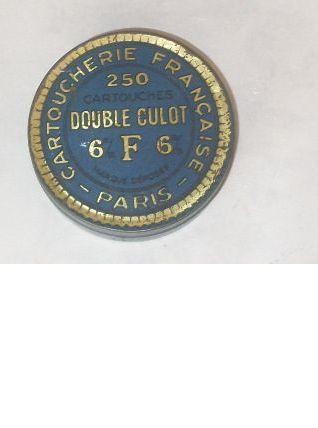 CARTOUCHERIE FRANÇAISE
250
CARTOUCHES
DOUBLE CULOT
6 F 6
MARQUE DÉPOSÉE
- PARIS -